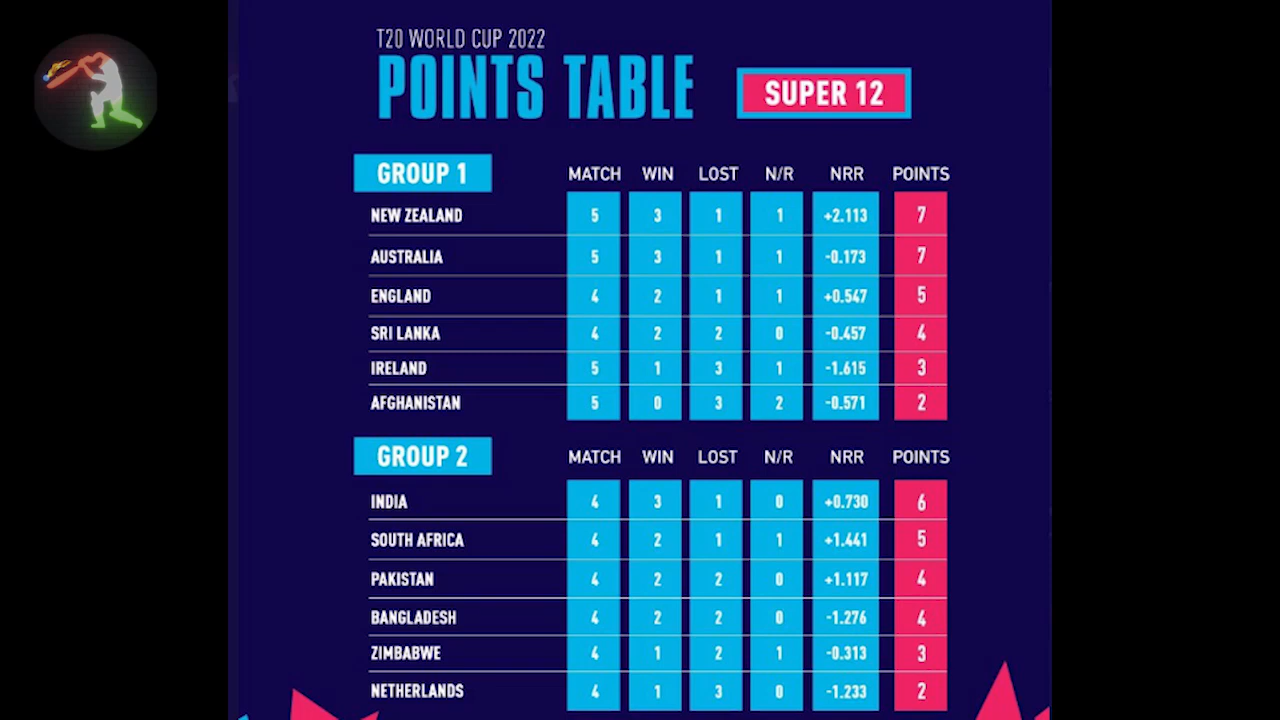 T20 WORLD CUP 2022
POINTS TABLE SUPER 12
GROUP 1 MATCH WIN LOST N/R NRR POINTS
NEW ZEALAND 5 3 1 1 +2.113 7
AUSTRALIA 5 3 1 1 -0.173 7
ENGLAND 4 2 1 1 +0.547 5
SRI LANKA 4 2 2 0 -0.457 4
IRELAND 5 1 3 1 -1.615 3
AFGHANISTAN 5 0 3 2 -0.571 2
GROUP 2 MATCH WIN LOST N/R NRR POINTS
INDIA 4 3 1 0 +0.730 6
SOUTH AFRICA 4 2 1 1 +1.441 5
PAKISTAN 4 2 2 0 +1.117 4
BANGLADESH 4 2 2 0 -1.276 4
ZIMBABWE 4 1 2 1 -0.313 3
NETHERLANDS 4 1 3 0 -1.233 2